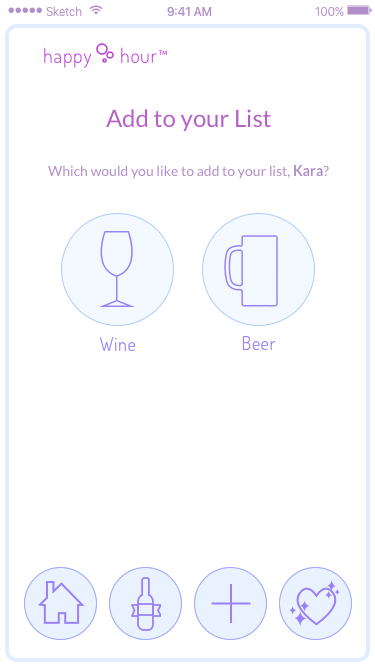 Sketch 9:41 AM 100%
happy hour™
Add to your List
Which would you like to add to your list, Kara?
Wine Beer